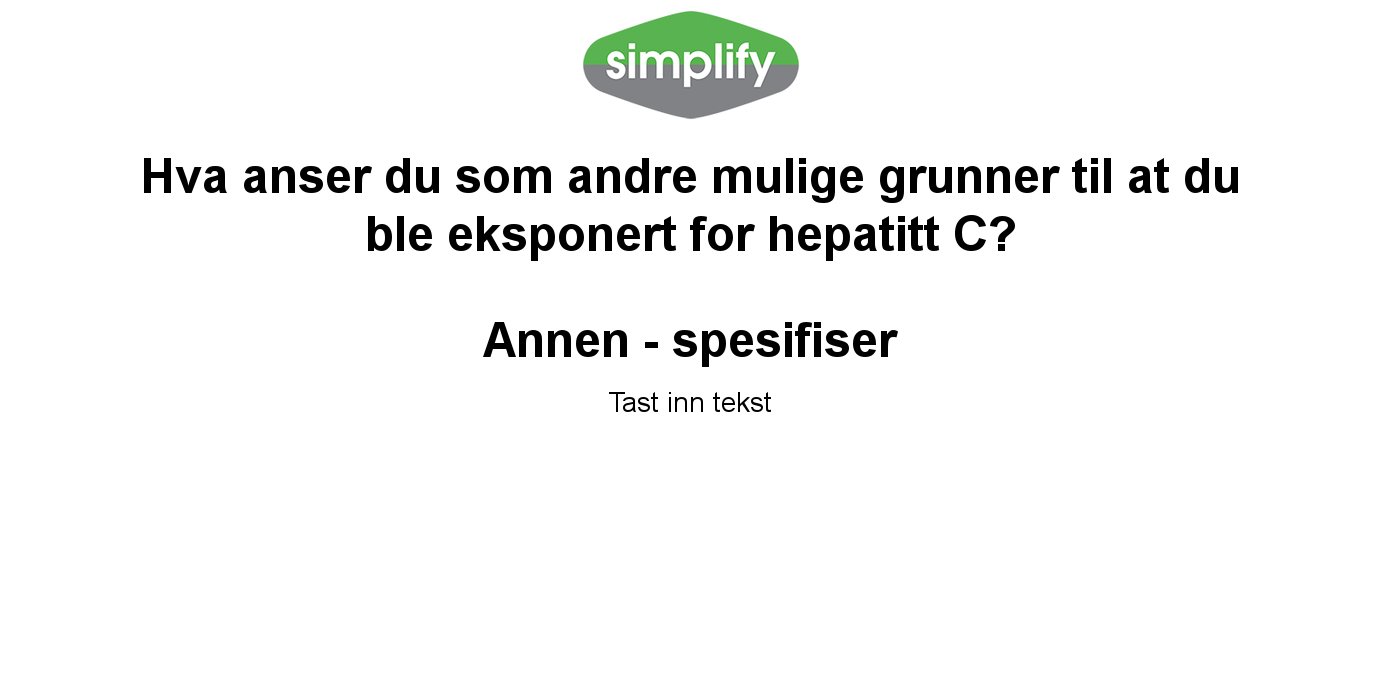 simplify
Hva anser du som andre mulige grunner til at du
ble eksponert for hepatitt C?
Annen - spesifiser
Tast inn tekst